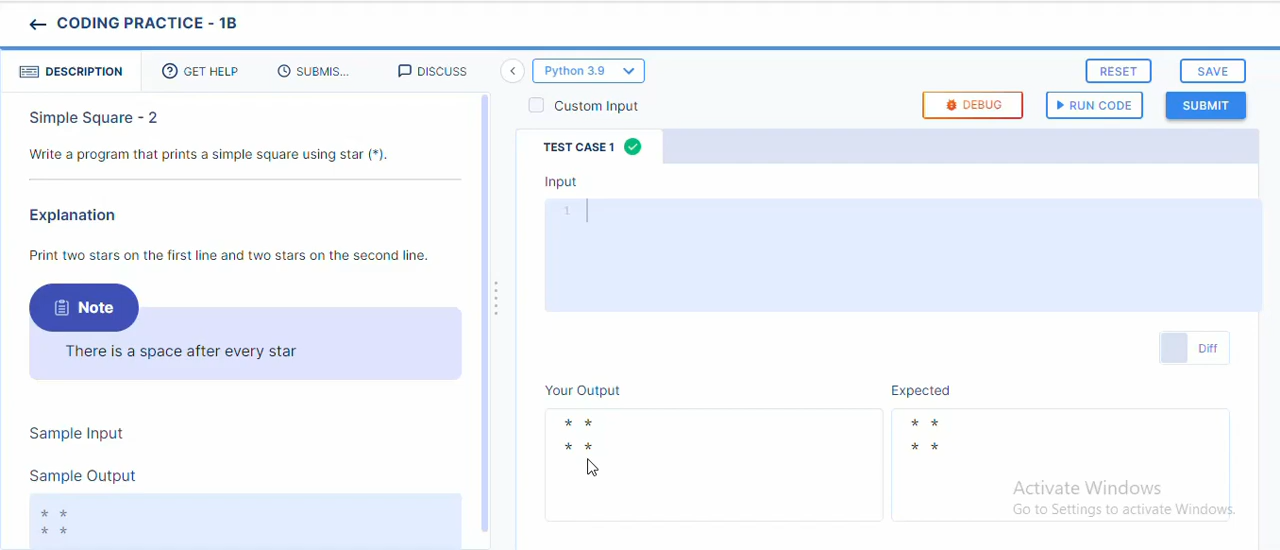 CODING PRACTICE - 1B
DESCRIPTION GET HELP SUBMIS... DISCUSS
Python 3.9 RESET SAVE
Custom Input DEBUG RUN CODE SUBMIT
Simple Square - 2
Write a program that prints a simple square using star (*).
Explanation
Print two stars on the first line and two stars on the second line.
Note
There is a space after every star
Sample Input
Sample Output
* *
* *
TEST CASE 1
Input
1
Diff
Your Output
* *
* *
Expected
* *
* *
Activate Windows
Go to Settings to activate Windows.